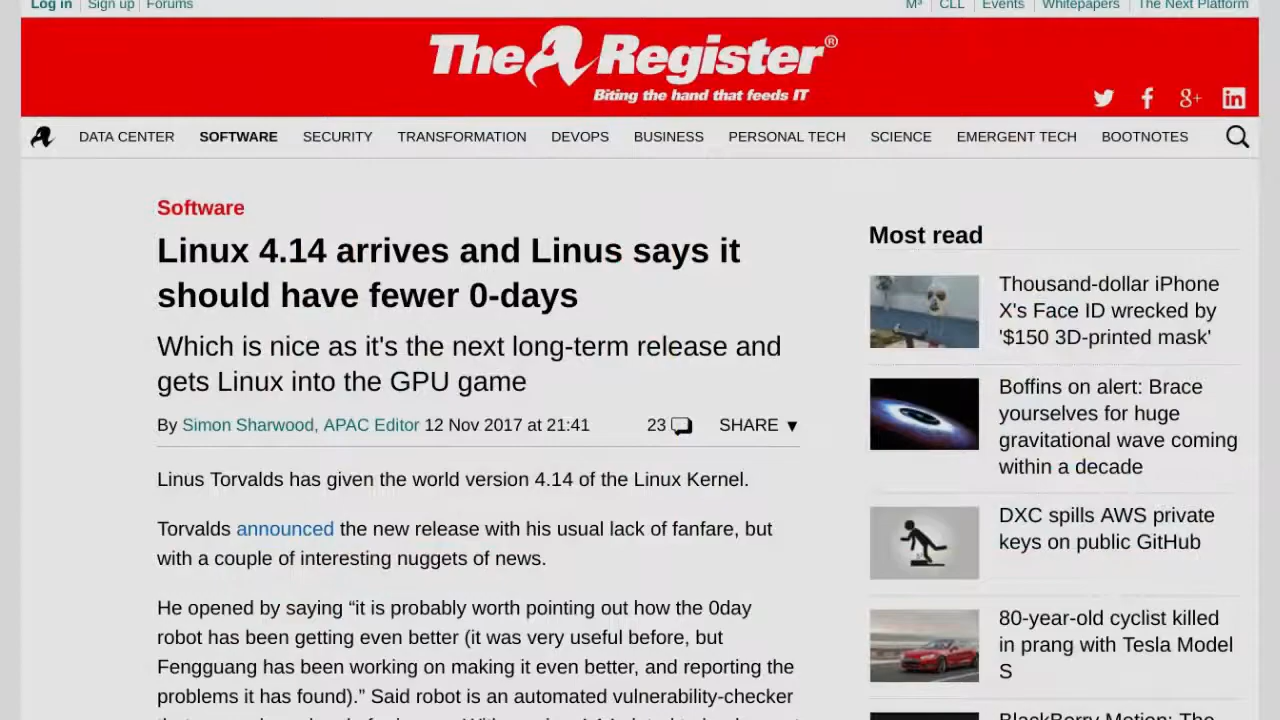 Log in Sign up Forums
M³ CLL Events Whitepapers The Next Platform
The Register®
Biting the hand that feeds IT
8+
in
DATA CENTER SOFTWARE SECURITY TRANSFORMATION DEVOPS BUSINESS PERSONAL TECH SCIENCE EMERGENT TECH BOOTNOTES
Software
Linux 4.14 arrives and Linus says it
should have fewer 0-days
Which is nice as it's the next long-term release and
gets Linux into the GPU game
By Simon Sharwood, APAC Editor 12 Nov 2017 at 21:41
23 SHARE ▼
Linus Torvalds has given the world version 4.14 of the Linux Kernel.
Torvalds announced the new release with his usual lack of fanfare, but
with a couple of interesting nuggets of news.
He opened by saying “it is probably worth pointing out how the 0day
robot has been getting even better (it was very useful before, but
Fengguang has been working on making it even better, and reporting the
problems it has found).” Said robot is an automated vulnerability-checker
Most read
Thousand-dollar iPhone
X's Face ID wrecked by
'$150 3D-printed mask'
Boffins on alert: Brace
yourselves for huge
gravitational wave coming
within a decade
DXC spills AWS private
keys on public GitHub
80-year-old cyclist killed
in prang with Tesla Model
S
BlackBerry Motion: The